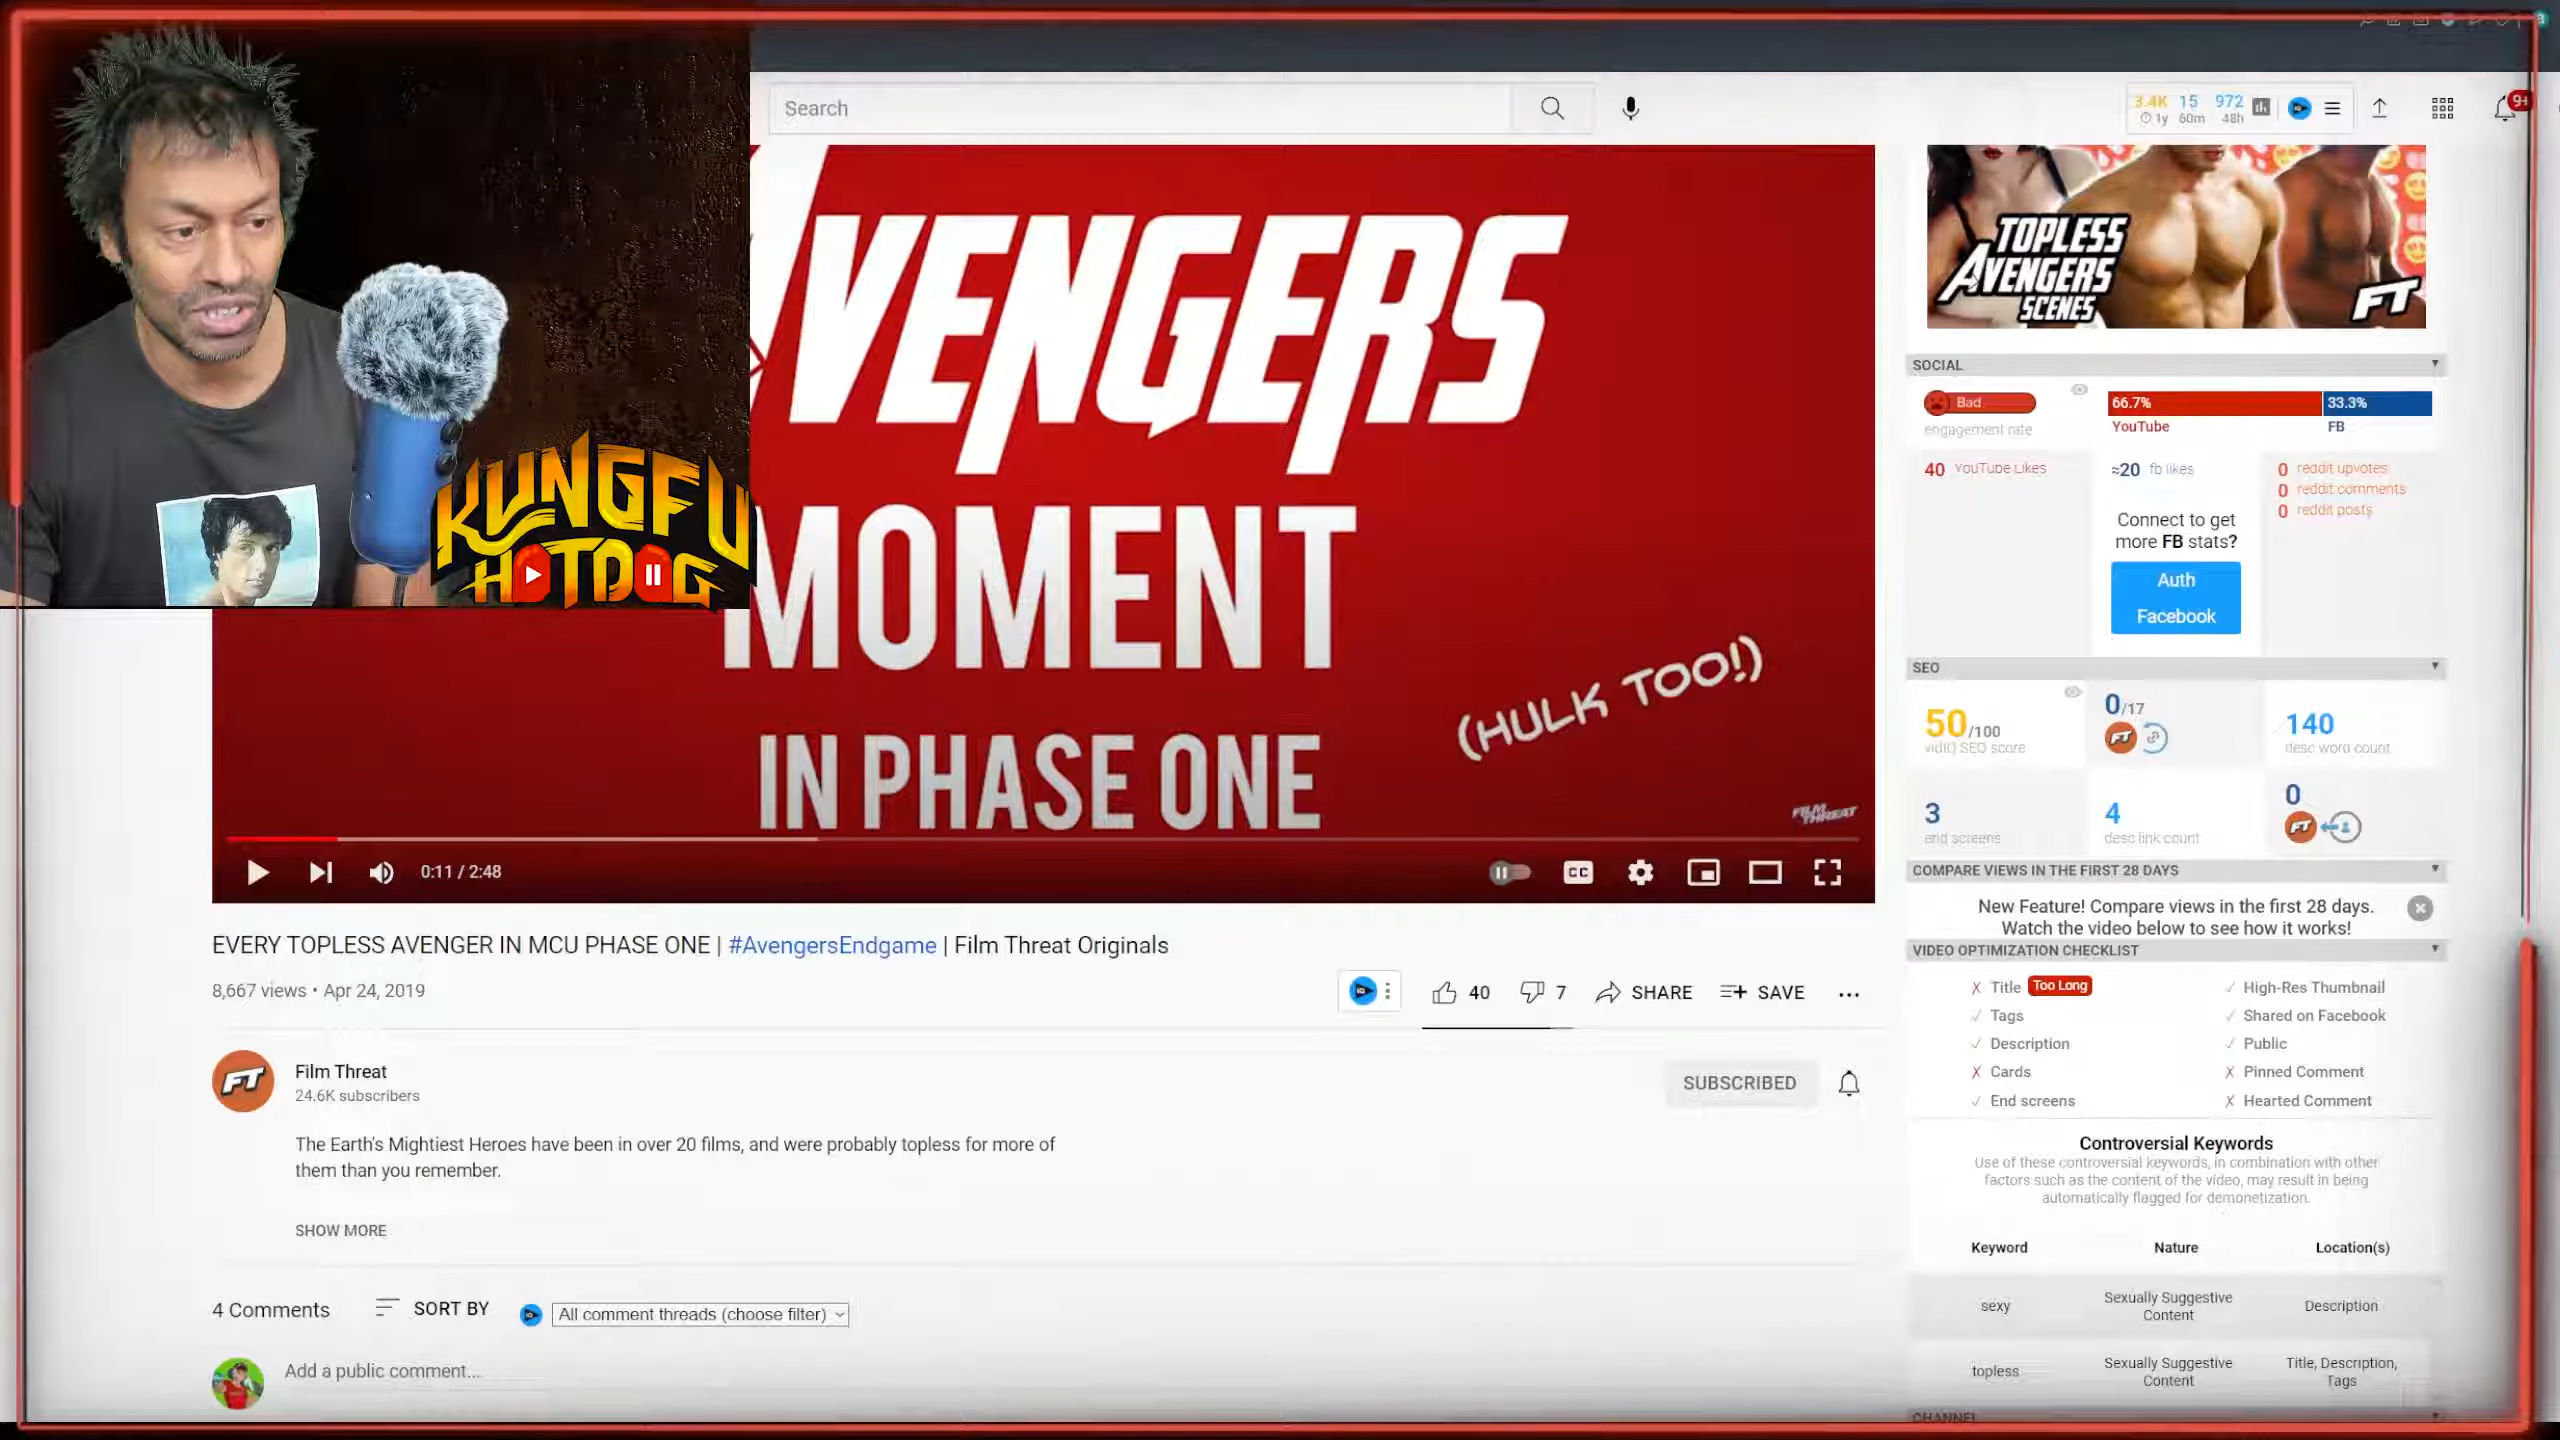 Search
3.4K 15 972
1y 60m 48h
9+
AVENGERS
MOMENT
IN PHASE ONE
(HULK TOO!)
FILM THREAT
KUNGFU
HOTDOG
0:11 / 2:48
CC
EVERY TOPLESS AVENGER IN MCU PHASE ONE | #AvengersEndgame | Film Threat Originals
8,667 views • Apr 24, 2019
40 7 SHARE SAVE
FT
Film Threat
24.6K subscribers
SUBSCRIBED
The Earth's Mightiest Heroes have been in over 20 films, and were probably topless for more of
them than you remember.
SHOW MORE
4 Comments SORT BY All comment threads (choose filter)
Add a public comment...
TOPLESS
AVENGERS
SCENES
FT
SOCIAL
Bad
engagement rate
66.7% 33.3%
YouTube FB
40 YouTube Likes
≈20 fb likes
0 reddit upvotes
0 reddit comments
0 reddit posts
Connect to get
more FB stats?
Auth
Facebook
SEO
50/100
vidIQ SEO score
0/17
FT
140
desc word count
3
end screens
4
desc link count
0
FT
COMPARE VIEWS IN THE FIRST 28 DAYS
New Feature! Compare views in the first 28 days.
Watch the video below to see how it works!
VIDEO OPTIMIZATION CHECKLIST
Title Too Long High-Res Thumbnail
Tags Shared on Facebook
Description Public
Cards Pinned Comment
End screens Hearted Comment
Controversial Keywords
Use of these controversial keywords, in combination with other
factors such as the content of the video, may result in being
automatically flagged for demonetization.
Keyword Nature Location(s)
sexy Sexually Suggestive Content Description
topless Sexually Suggestive Content Title, Description, Tags
CHANNEL